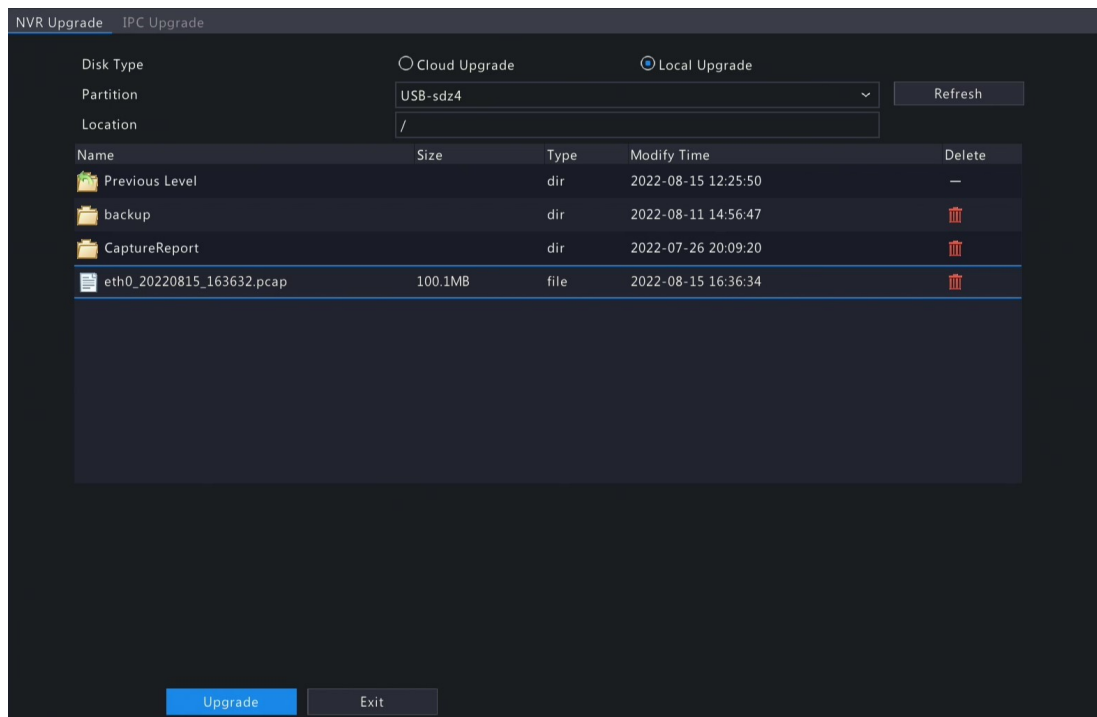 NVR Upgrade IPC Upgrade
Disk Type Cloud Upgrade Local Upgrade
Partition USB-sdz4 Refresh
Location /
Name Size Type Modify Time Delete
Previous Level dir 2022-08-15 12:25:50 —
backup dir 2022-08-11 14:56:47
CaptureReport dir 2022-07-26 20:09:20
eth0_20220815_163632.pcap 100.1MB file 2022-08-15 16:36:34
Upgrade Exit